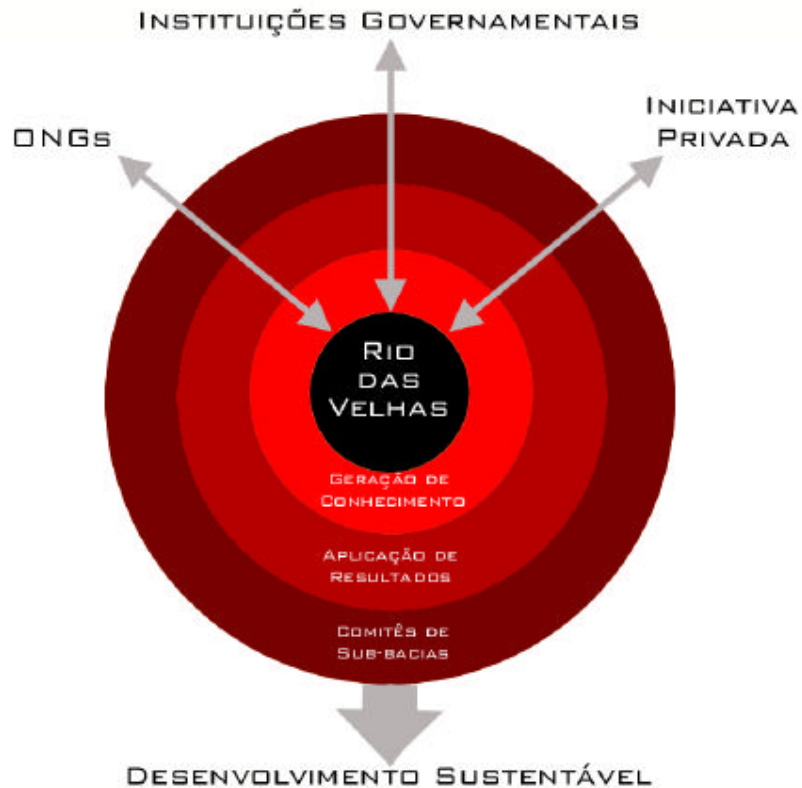 INSTITUIÇÕES GOVERNAMENTAIS
ONGS
INICIATIVA
PRIVADA
RIO
DAS
VELHAS
GERAÇÃO DE
CONHECIMENTO
APLICAÇÃO DE
RESULTADOS
COMITÊS DE
SUB-BACIAS
DESENVOLVIMENTO SUSTENTÁVEL